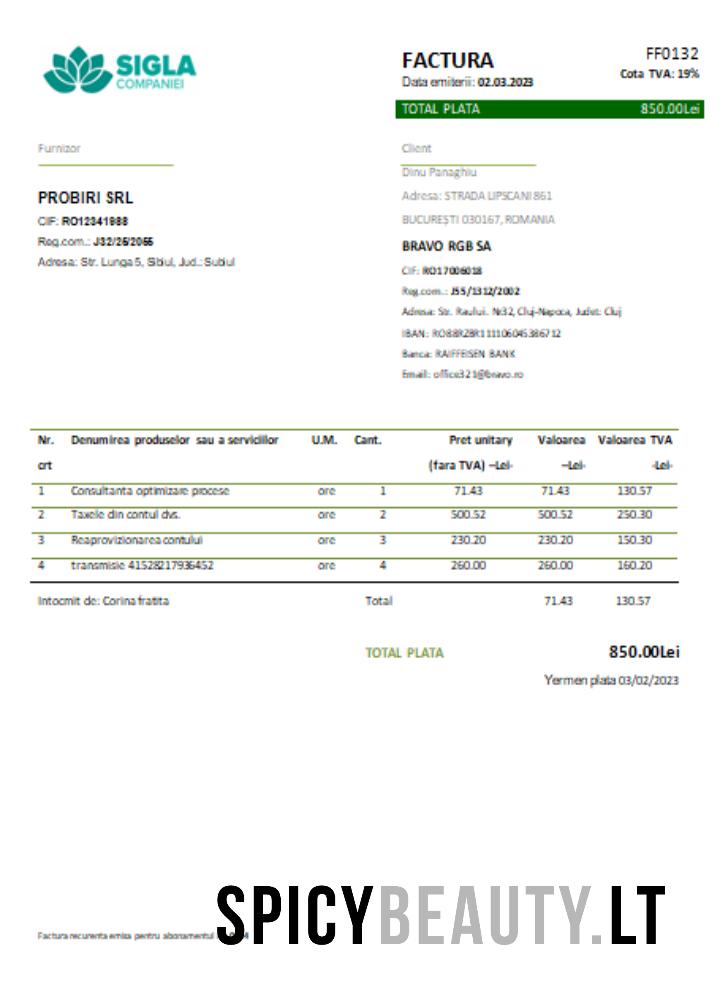 SIGLA
COMPANIEI
FACTURA
FF0132
Data emiterii: 02.03.2023
Cota TVA: 19%
TOTAL PLATA 850.00Lei
Furnizor
PROBIRI SRL
CIF: RO12341988
Reg.com.: J32/25/2055
Adresa: Str. Lunga 5, Sibiul, Jud.: Subiul
Client
Dinu Panaghiu
Adresa: STRADA LIPSCANI 861
BUCUREȘTI 030167, ROMANIA
BRAVO RGB SA
CIF: RO17006018
Reg.com.: J55/1312/2002
Adresa: Str. Raului. Nr32, Cluj-Napoca, Judet: Cluj
IBAN: RO88RZBR111106045386712
Banca: RAIFFEISEN BANK
Email: office321@bravo.ro
Nr. Denumirea produselor sau a serviciilor U.M. Cant. Pret unitary Valoarea Valoarea TVA
crt (fara TVA) –Lei- –Lei- -Lei-
1 Consultanta optimizare procese ore 1 71.43 71.43 130.57
2 Taxele din contul dvs. ore 2 500.52 500.52 250.30
3 Reaprovizionarea contului ore 3 230.20 230.20 150.30
4 transmisie 41528217936452 ore 4 260.00 260.00 160.20
Intocmit de: Corina fratita Total 71.43 130.57
TOTAL PLATA 850.00Lei
Yermen plata 03/02/2023
Factura recurenta emisa pentru abonamentul
SPICYBEAUTY.LT